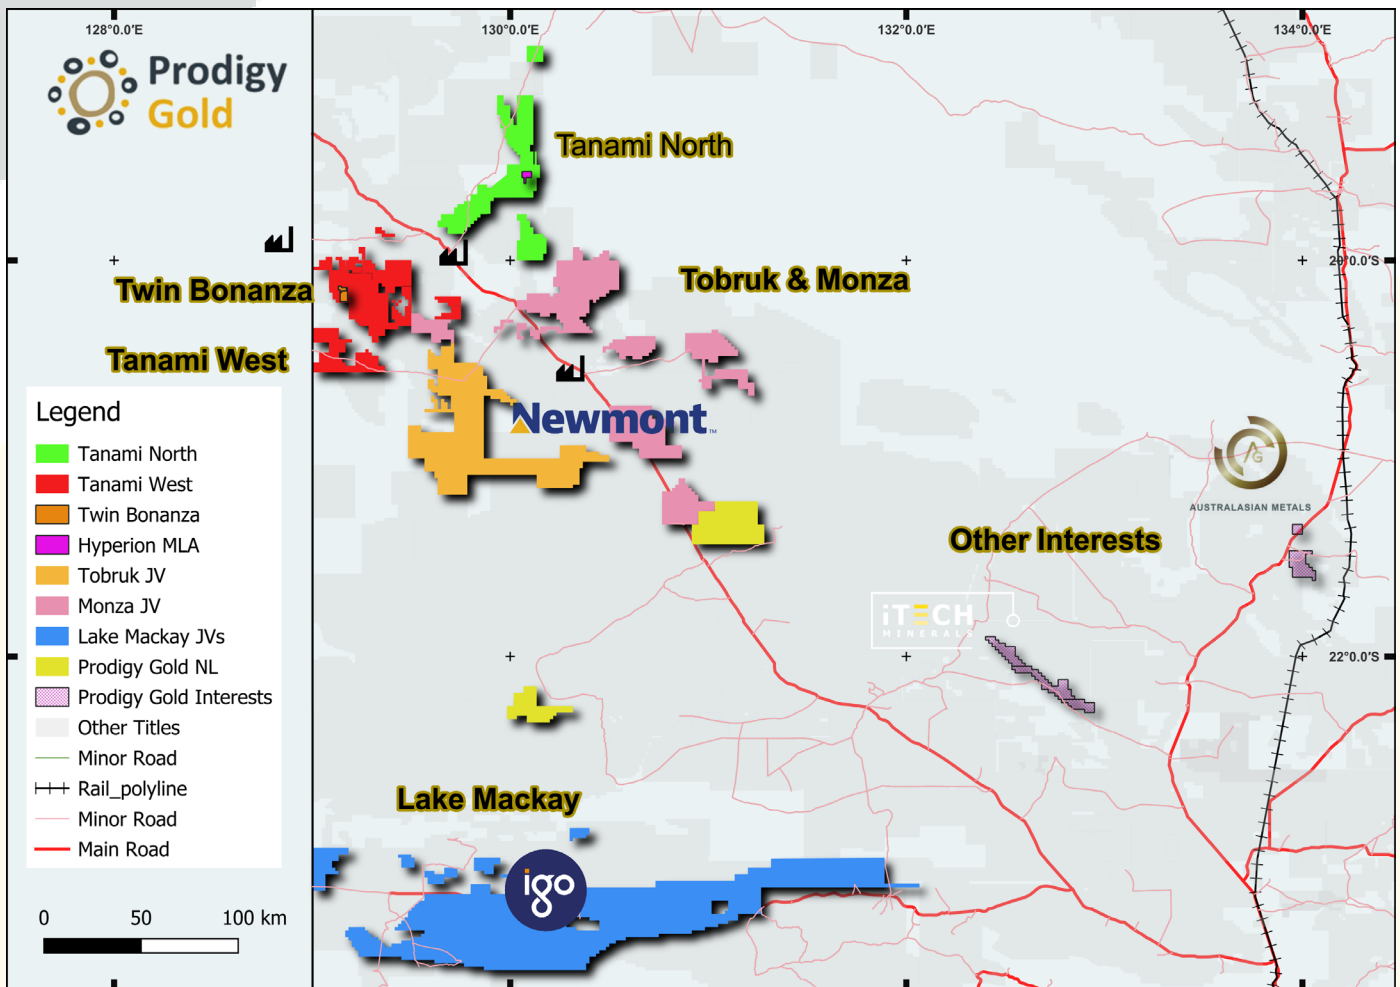 128°0.0'E
130°0.0'E
132°0.0'E
134°0.0'E
Prodigy
Gold
Tanami North
20°0.0'S
Twin Bonanza
Tobruk & Monza
Tanami West
Newmont™
Legend
Tanami North
Tanami West
Twin Bonanza
Hyperion MLA
Tobruk JV
Monza JV
Lake Mackay JVs
Prodigy Gold NL
Prodigy Gold Interests
Other Titles
Minor Road
Rail_polyline
Minor Road
Main Road
AG
AUSTRALASIAN METALS
Other Interests
iTECH
MINERALS
22°0.0'S
Lake Mackay
igo
0 50 100 km